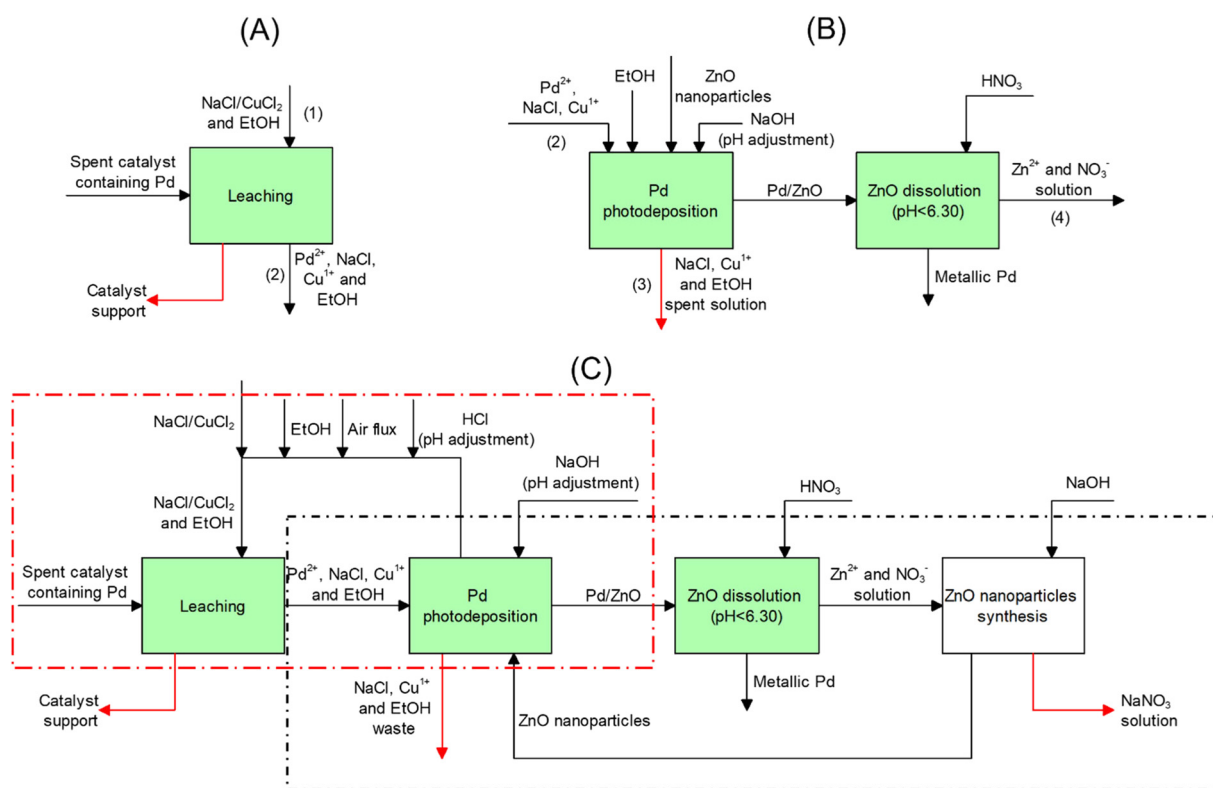 (A)
NaCl/CuCl₂
and EtOH
(1)
Spent catalyst
containing Pd
Leaching
(2)
Pd²⁺, NaCl,
Cu¹⁺ and
EtOH
Catalyst
support
(B)
Pd²⁺,
NaCl, Cu¹⁺
(2)
EtOH
ZnO
nanoparticles
NaOH
(pH adjustment)
HNO₃
Pd
photodeposition
Pd/ZnO
ZnO dissolution
(pH<6.30)
Zn²⁺ and NO₃⁻
solution
(4)
(3)
NaCl, Cu¹⁺
and EtOH
spent solution
Metallic Pd
(C)
NaCl/CuCl₂
EtOH
Air flux
HCl
(pH adjustment)
NaOH
(pH adjustment)
HNO₃
NaOH
NaCl/CuCl₂
and EtOH
Spent catalyst
containing Pd
Leaching
Pd²⁺, NaCl, Cu¹⁺
and EtOH
Pd
photodeposition
Pd/ZnO
ZnO dissolution
(pH<6.30)
Zn²⁺ and NO₃⁻
solution
ZnO nanoparticles
synthesis
Catalyst
support
NaCl, Cu¹⁺
and EtOH
waste
ZnO nanoparticles
Metallic Pd
NaNO₃
solution